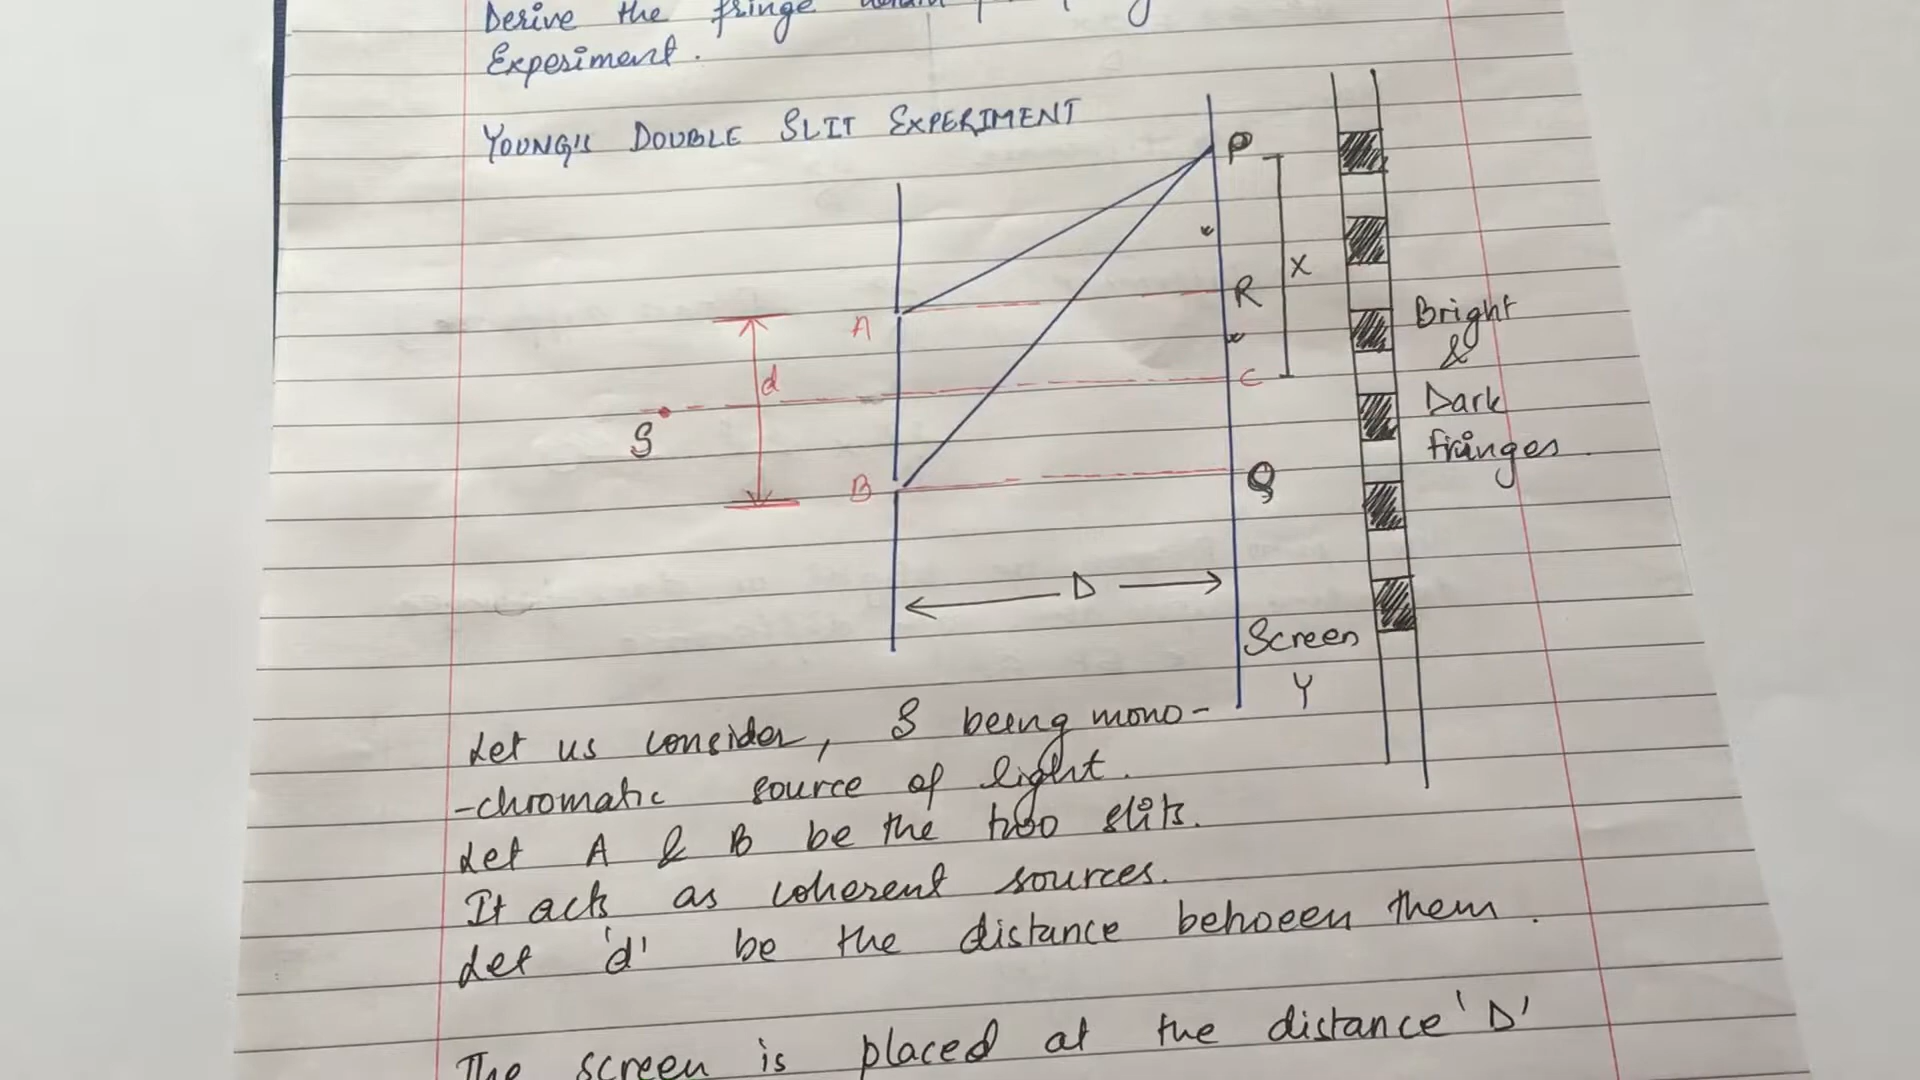 Derive the fringe
Experiment.
YOUNG'S DOUBLE SLIT EXPERIMENT
P
X
R
A
Bright
&
Dark
fringes.
d
C
S
B
Q
D
Screen
Y
Let us consider, S being mono-
-chromatic source of light.
Let A & B be the two slits.
It acts as coherent sources.
Let 'd' be the distance between them.
The screen is placed at the distance 'D'